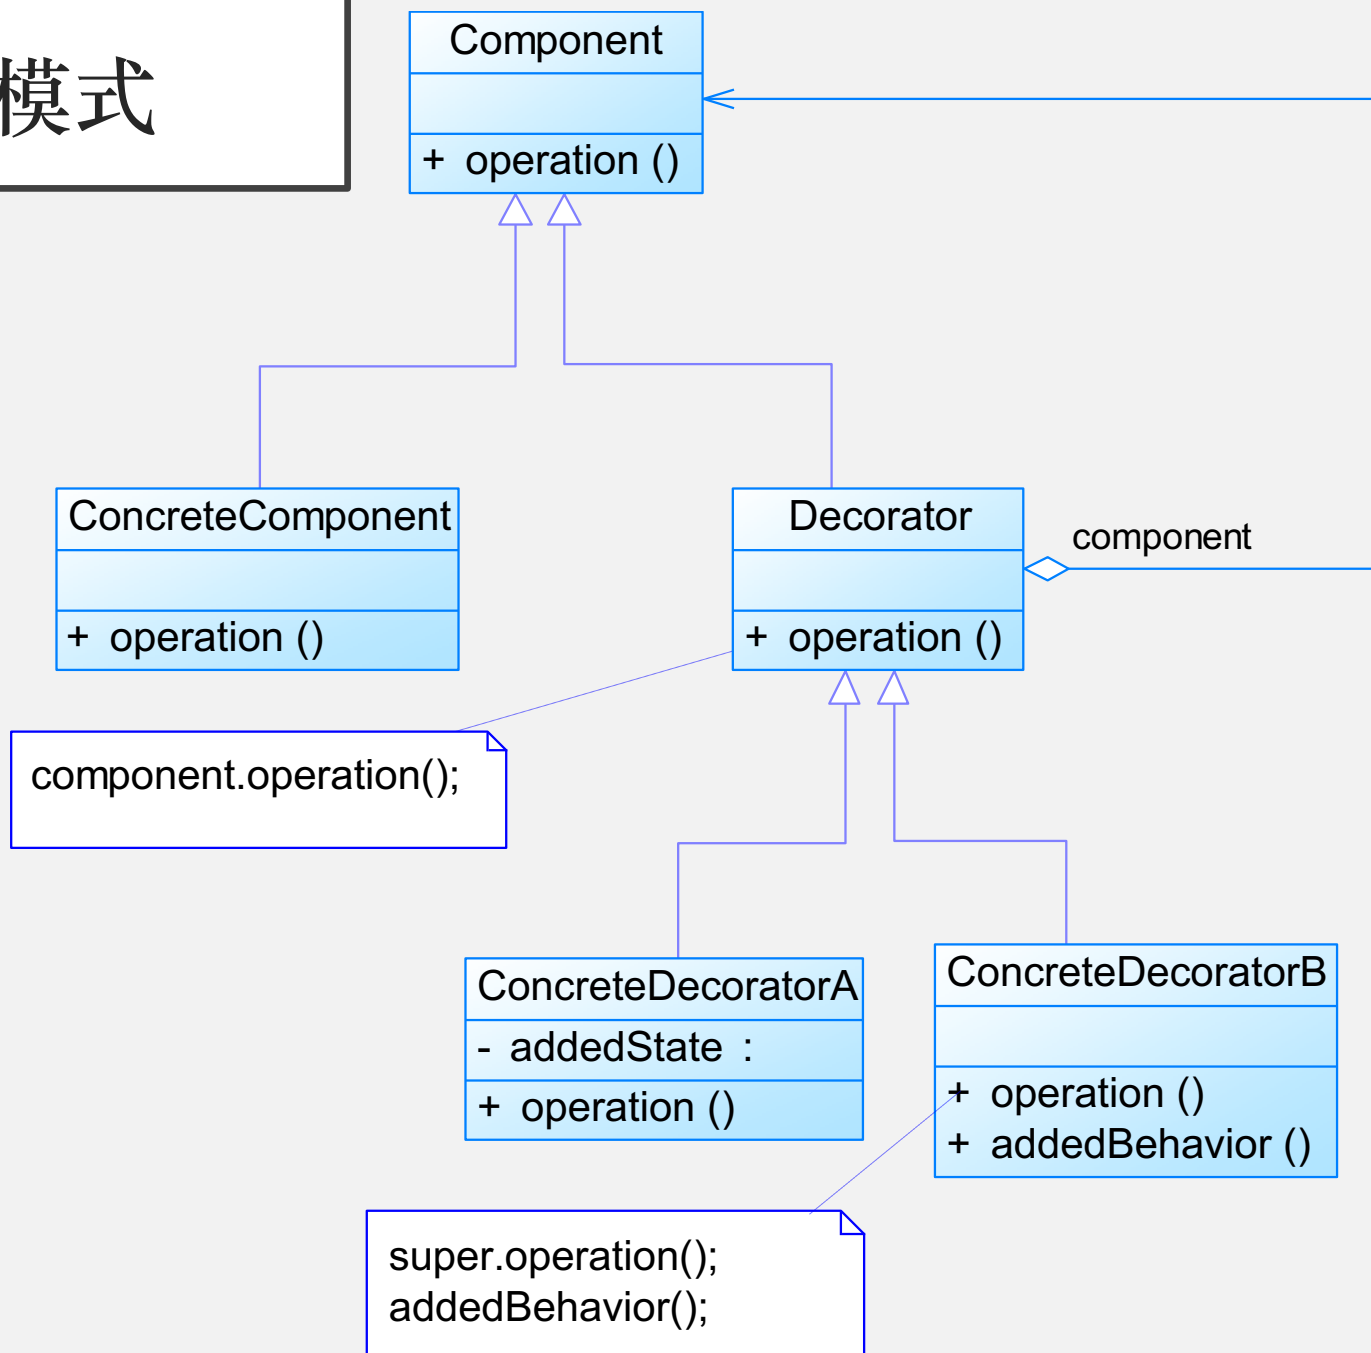 模式
Component
+ operation ()
ConcreteComponent
+ operation ()
Decorator
+ operation ()
component
component.operation();
ConcreteDecoratorA
- addedState :
+ operation ()
ConcreteDecoratorB
+ operation ()
+ addedBehavior ()
super.operation();
addedBehavior();